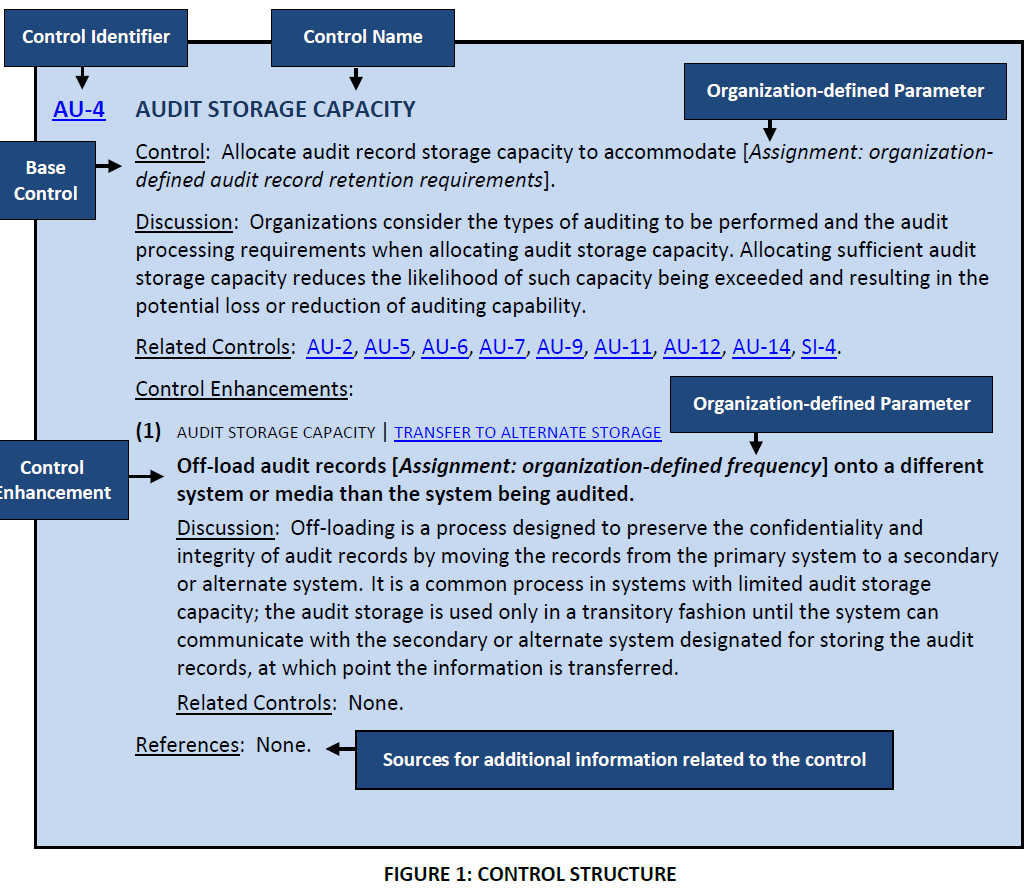 Control Identifier
Control Name
Organization-defined Parameter
AU-4 AUDIT STORAGE CAPACITY
Base
Control
Control: Allocate audit record storage capacity to accommodate [Assignment: organization-
defined audit record retention requirements].
Discussion: Organizations consider the types of auditing to be performed and the audit
processing requirements when allocating audit storage capacity. Allocating sufficient audit
storage capacity reduces the likelihood of such capacity being exceeded and resulting in the
potential loss or reduction of auditing capability.
Related Controls: AU-2, AU-5, AU-6, AU-7, AU-9, AU-11, AU-12, AU-14, SI-4.
Control Enhancements:
Organization-defined Parameter
(1) AUDIT STORAGE CAPACITY | TRANSFER TO ALTERNATE STORAGE
Control
Enhancement
Off-load audit records [Assignment: organization-defined frequency] onto a different
system or media than the system being audited.
Discussion: Off-loading is a process designed to preserve the confidentiality and
integrity of audit records by moving the records from the primary system to a secondary
or alternate system. It is a common process in systems with limited audit storage
capacity; the audit storage is used only in a transitory fashion until the system can
communicate with the secondary or alternate system designated for storing the audit
records, at which point the information is transferred.
Related Controls: None.
References: None.
Sources for additional information related to the control
FIGURE 1: CONTROL STRUCTURE